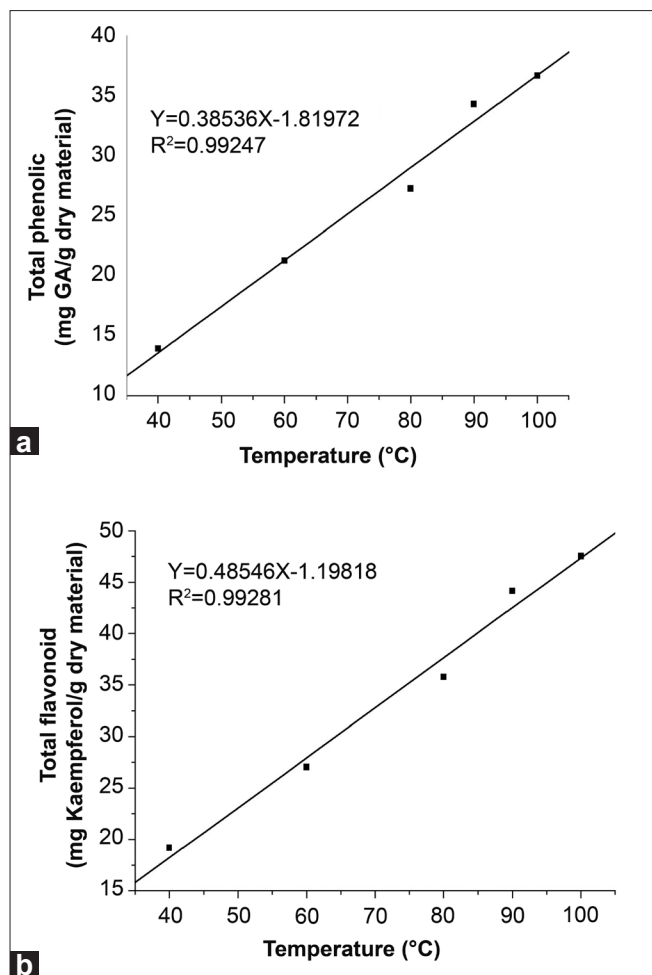 40
35
30
25
20
15
10
Total phenolic
(mg GA/g dry material)
Y=0.38536X-1.81972
R²=0.99247
40 50 60 70 80 90 100
Temperature (°C)
a
50
45
40
35
30
25
20
15
Total flavonoid
(mg Kaempferol/g dry material)
Y=0.48546X-1.19818
R²=0.99281
40 50 60 70 80 90 100
Temperature (°C)
b